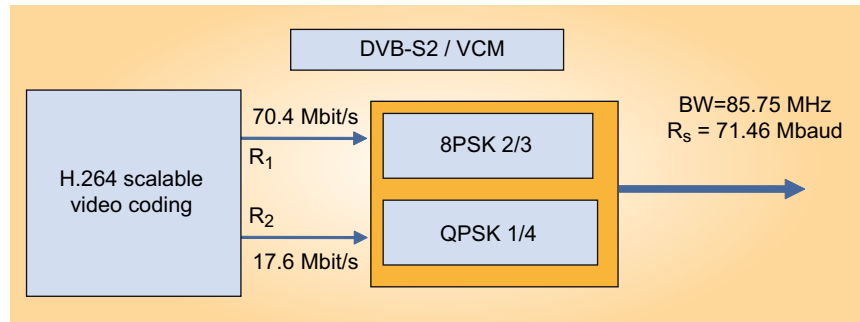 DVB-S2 / VCM
H.264 scalable
video coding
70.4 Mbit/s
R₁
R₂
17.6 Mbit/s
8PSK 2/3
QPSK 1/4
BW=85.75 MHz
Rₛ = 71.46 Mbaud